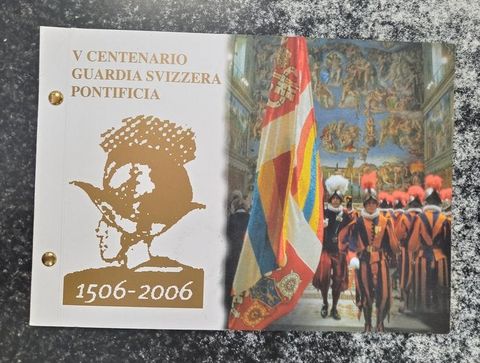 V CENTENARIO
GUARDIA SVIZZERA
PONTIFICIA
1506-2006